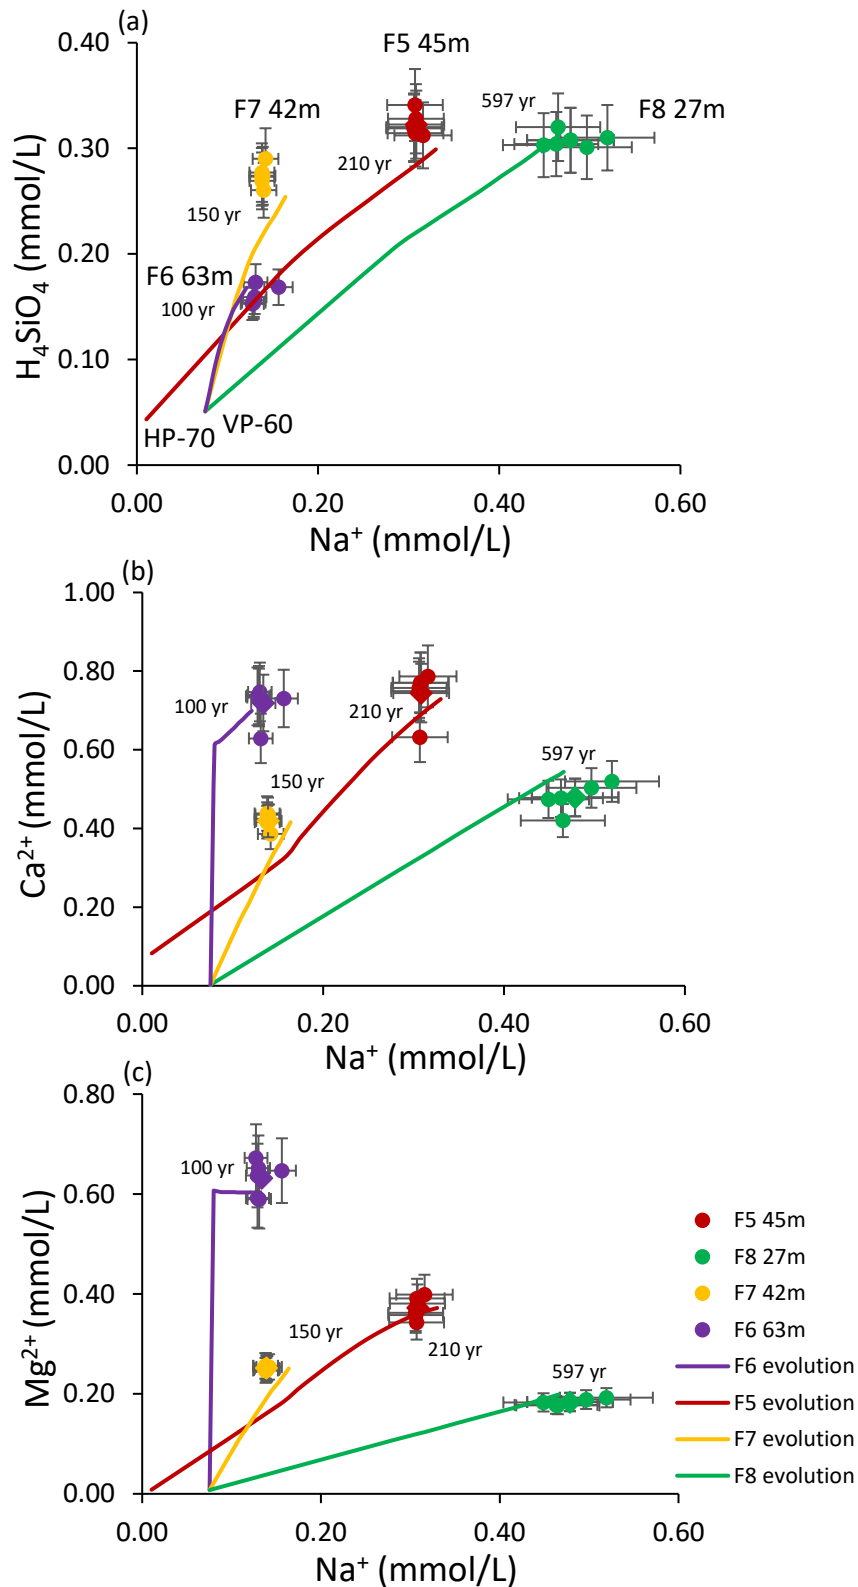 (a)
F5 45m
0.40
597 yr
F7 42m
F8 27m
0.30
210 yr
150 yr
0.20
F6 63m
100 yr
0.10
HP-70
VP-60
0.00
H₄SiO₄ (mmol/L)
0.00 0.20 0.40 0.60
Na⁺ (mmol/L)
(b)
1.00
0.80
100 yr
210 yr
597 yr
0.60
150 yr
0.40
0.20
0.00
Ca²⁺ (mmol/L)
0.00 0.20 0.40 0.60
Na⁺ (mmol/L)
(c)
0.80
100 yr
0.60
0.40
150 yr
210 yr
597 yr
0.20
0.00
Mg²⁺ (mmol/L)
0.00 0.20 0.40 0.60
Na⁺ (mmol/L)
F5 45m
F8 27m
F7 42m
F6 63m
F6 evolution
F5 evolution
F7 evolution
F8 evolution